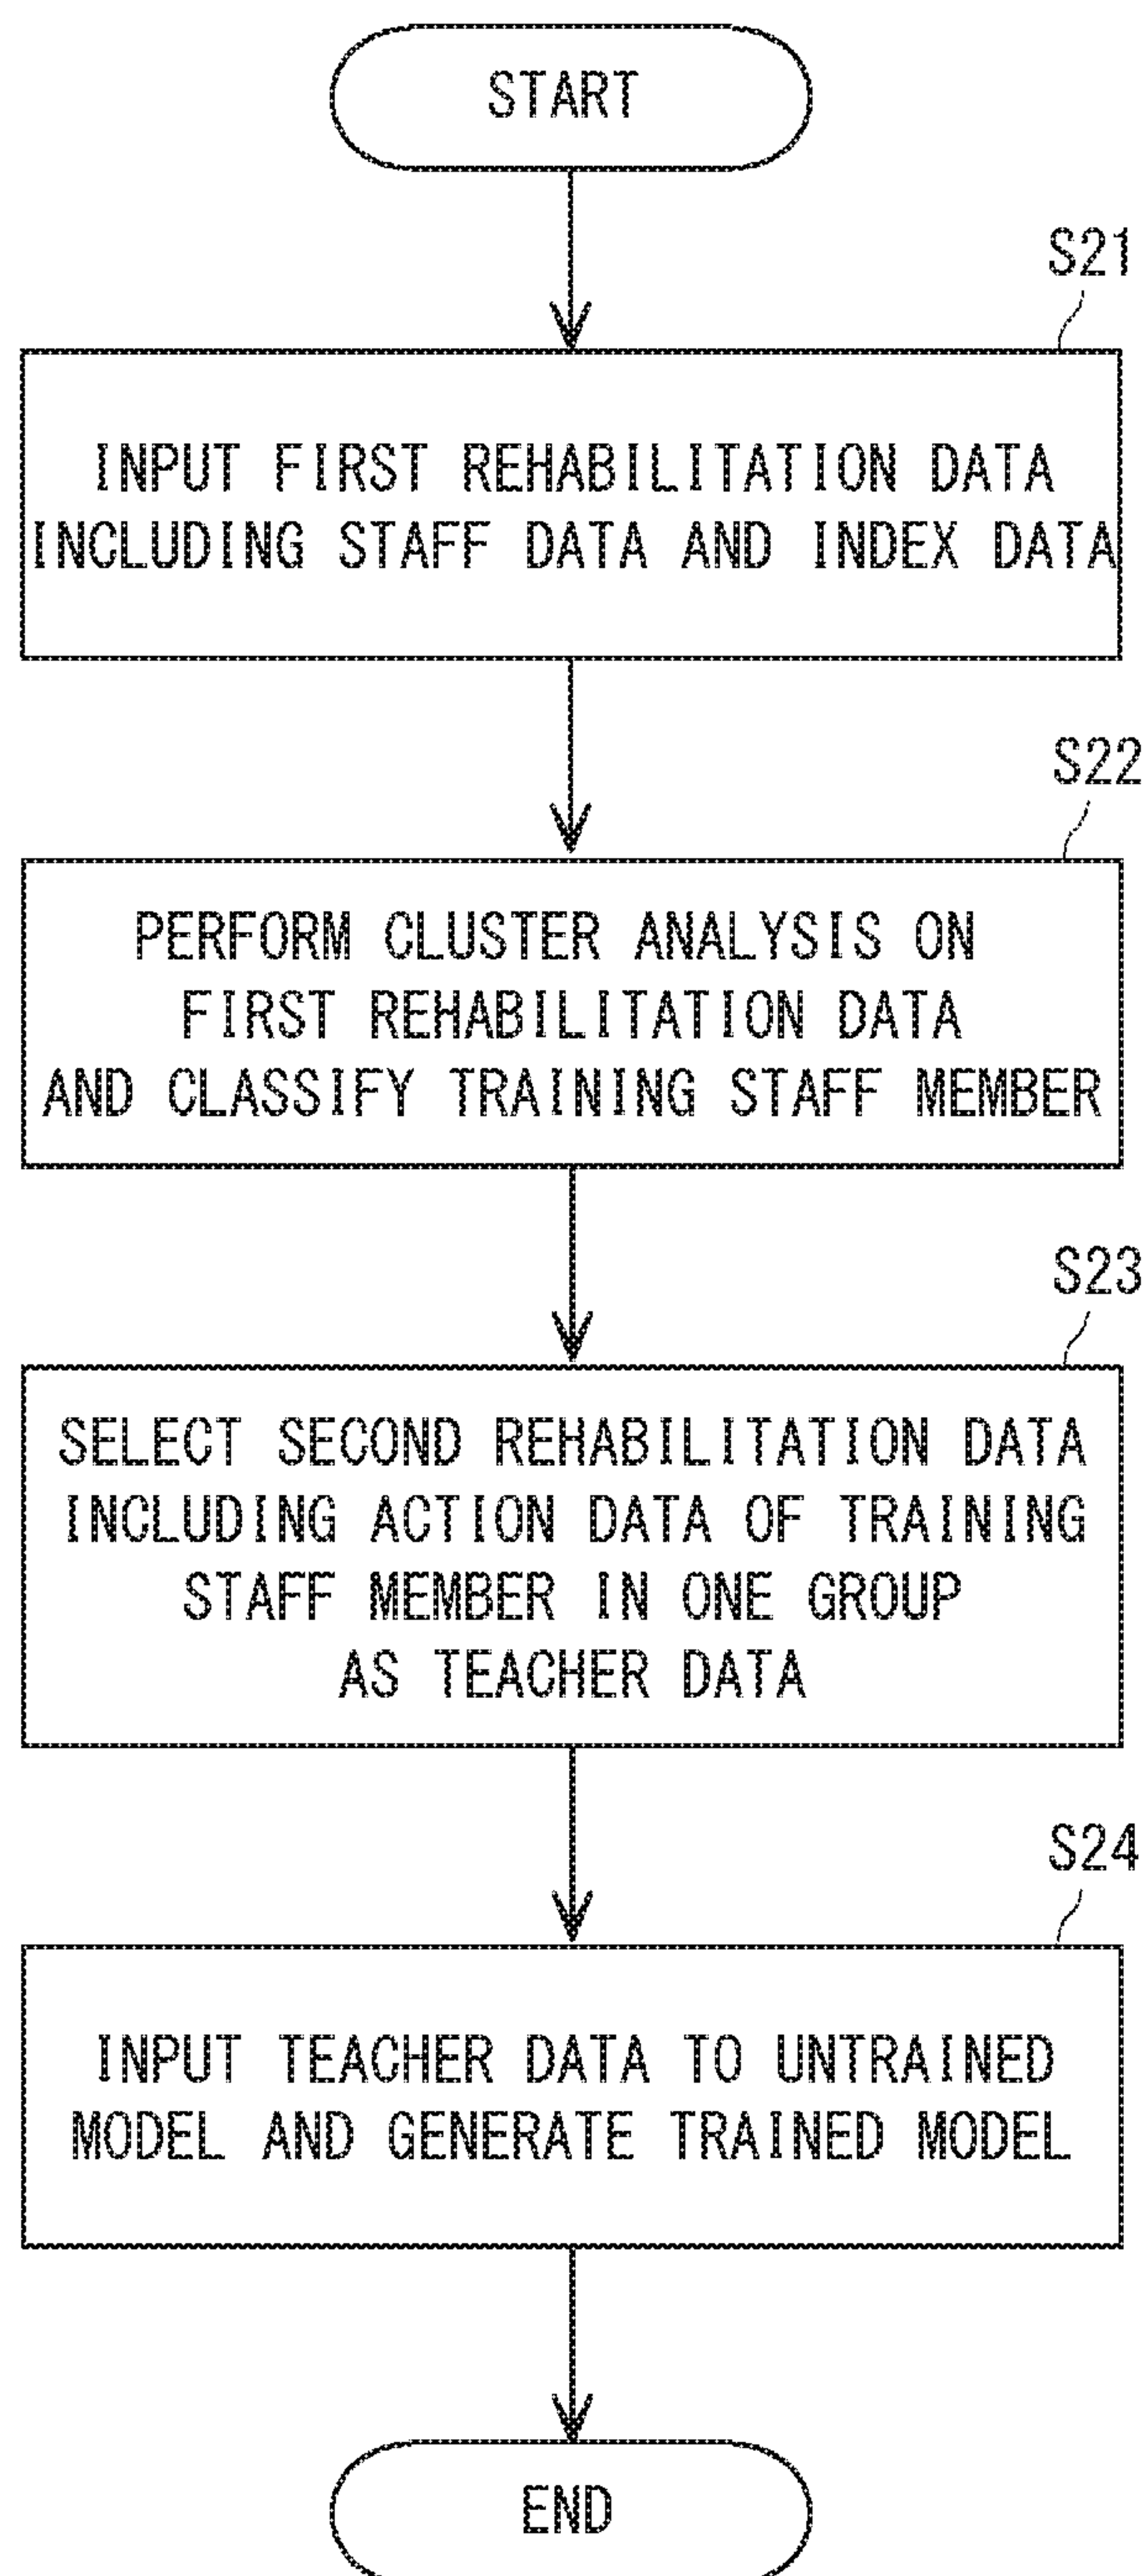 START
S21
INPUT FIRST REHABILITATION DATA
INCLUDING STAFF DATA AND INDEX DATA
S22
PERFORM CLUSTER ANALYSIS ON
FIRST REHABILITATION DATA
AND CLASSIFY TRAINING STAFF MEMBER
S23
SELECT SECOND REHABILITATION DATA
INCLUDING ACTION DATA OF TRAINING
STAFF MEMBER IN ONE GROUP
AS TEACHER DATA
S24
INPUT TEACHER DATA TO UNTRAINED
MODEL AND GENERATE TRAINED MODEL
END